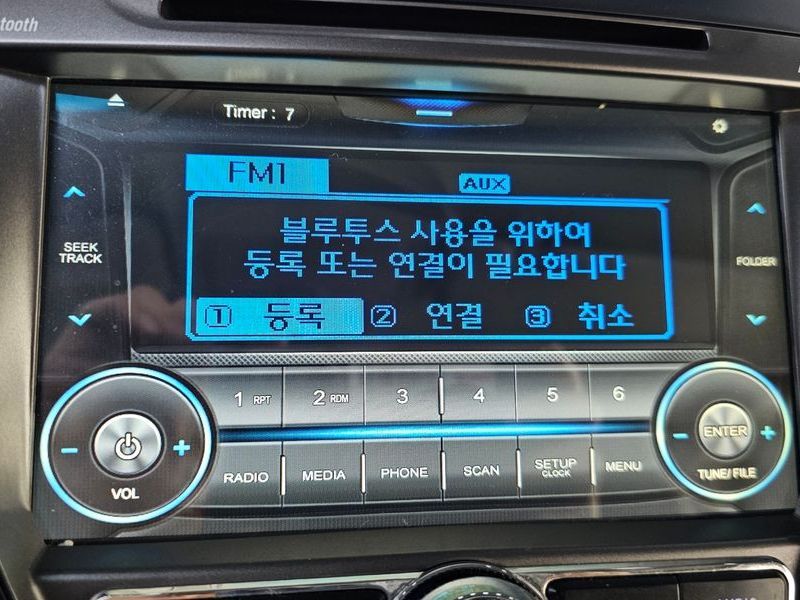 tooth
Timer : 7
FM1
AUX
블루투스 사용을 위하여
등록 또는 연결이 필요합니다
① 등록 ② 연결 ③ 취소
SEEK
TRACK
FOLDER
1 RPT 2 RDM 3 4 5 6
RADIO MEDIA PHONE SCAN SETUP CLOCK MENU
- + VOL
- ENTER +
TUNE/ FILE